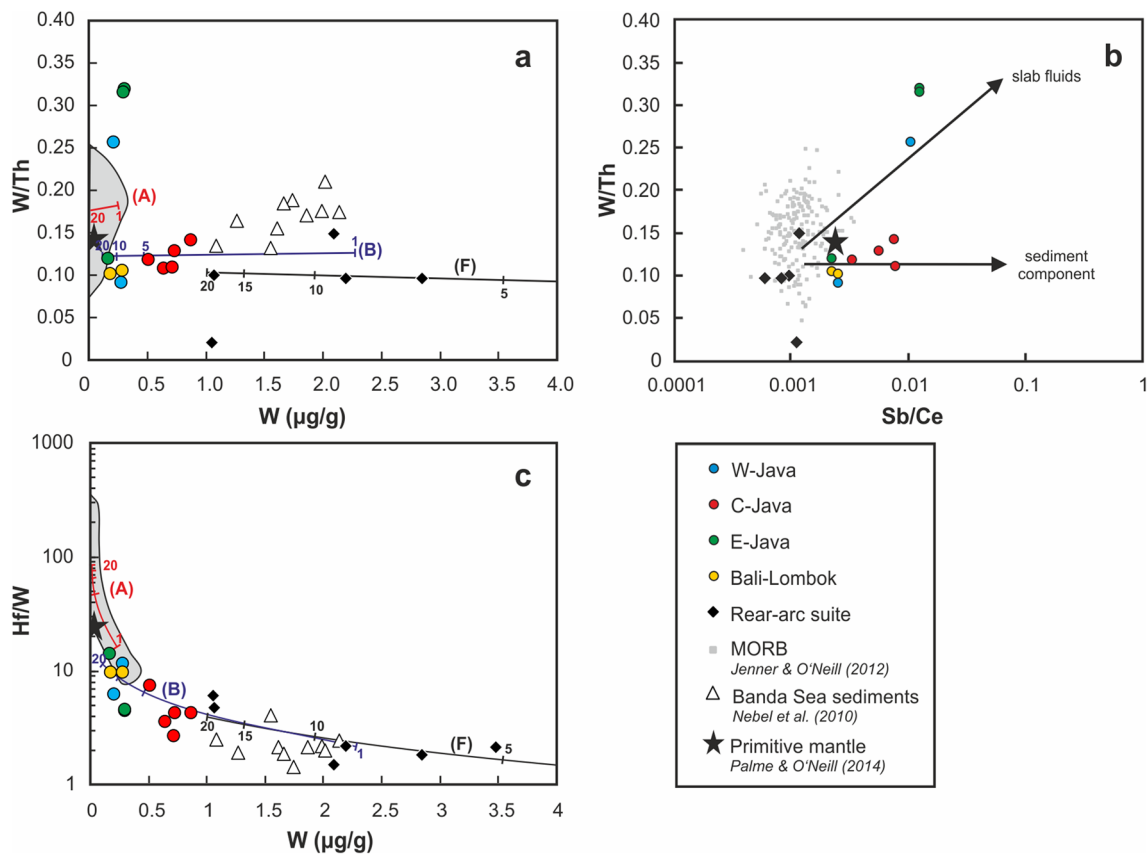 0.40
0.35
0.30
0.25
0.20
0.15
0.10
0.05
0
W/Th
a
(A)
20 1
20 10 5 1
(B)
(F)
20 15 10 5
0 0.5 1.0 1.5 2.0 2.5 3.0 3.5 4.0
W (µg/g)
0.40
0.35
0.30
0.25
0.20
0.15
0.10
0.05
0
W/Th
b
slab fluids
sediment
component
0.0001 0.001 0.01 0.1 1
Sb/Ce
1000
100
10
1
Hf/W
c
20
(A)
1
20
(B)
20 15 10 1
(F)
5
0 0.5 1 1.5 2 2.5 3 3.5 4
W (µg/g)
W-Java
C-Java
E-Java
Bali-Lombok
Rear-arc suite
MORB
Jenner & O'Neill (2012)
Banda Sea sediments
Nebel et al. (2010)
Primitive mantle
Palme & O'Neill (2014)